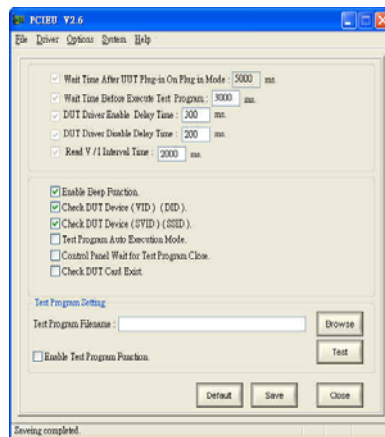 PCIEU V2.6
File Driver Options System Help
Wait Time After UUT Plug-in On Plug in Mode : 5000 ms.
Wait Time Before Execute Test Program : 3000 ms.
DUT Driver Enable Delay Time : 300 ms.
DUT Driver Disable Delay Time : 200 ms.
Read V / I Interval Time : 2000 ms.
Enable Beep Function.
Check DUT Device ( VID ) ( DID ).
Check DUT Device ( SVID ) ( SSID ).
Test Program Auto Execution Mode.
Control Panel Wait for Test Program Close.
Check DUT Card Exist.
Test Program Setting
Test Program Filename : Browse
Enable Test Program Function. Test
Default Save Close
Saveing completed.